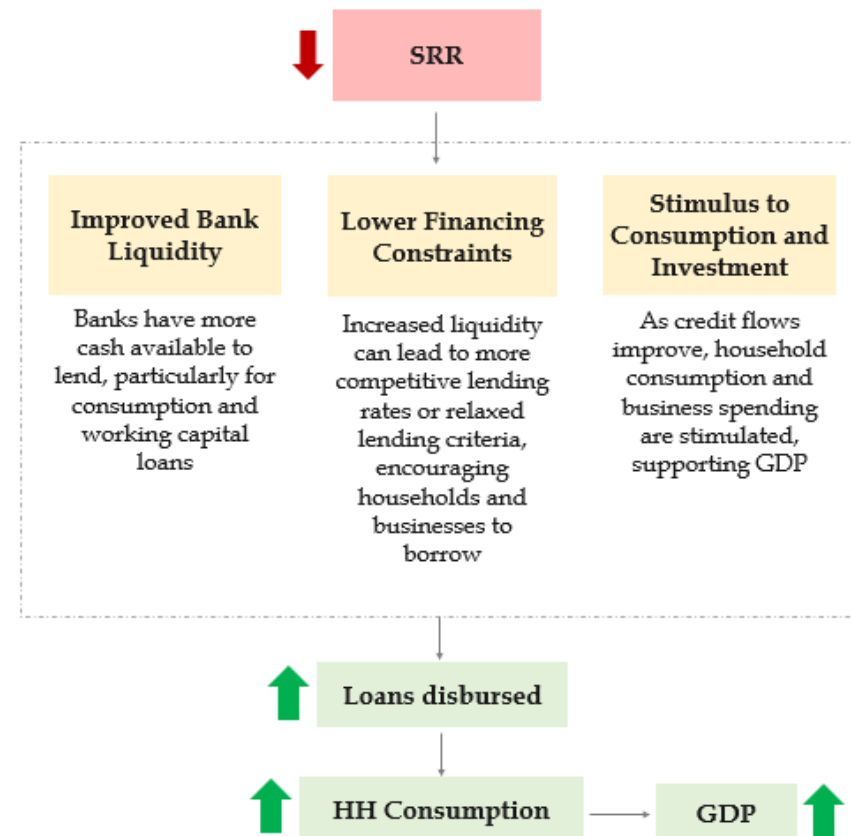 SRR
Improved Bank
Liquidity
Banks have more
cash available to
lend, particularly for
consumption and
working capital
loans
Lower Financing
Constraints
Increased liquidity
can lead to more
competitive lending
rates or relaxed
lending criteria,
encouraging
households and
businesses to
borrow
Stimulus to
Consumption and
Investment
As credit flows
improve, household
consumption and
business spending
are stimulated,
supporting GDP
Loans disbursed
HH Consumption
GDP